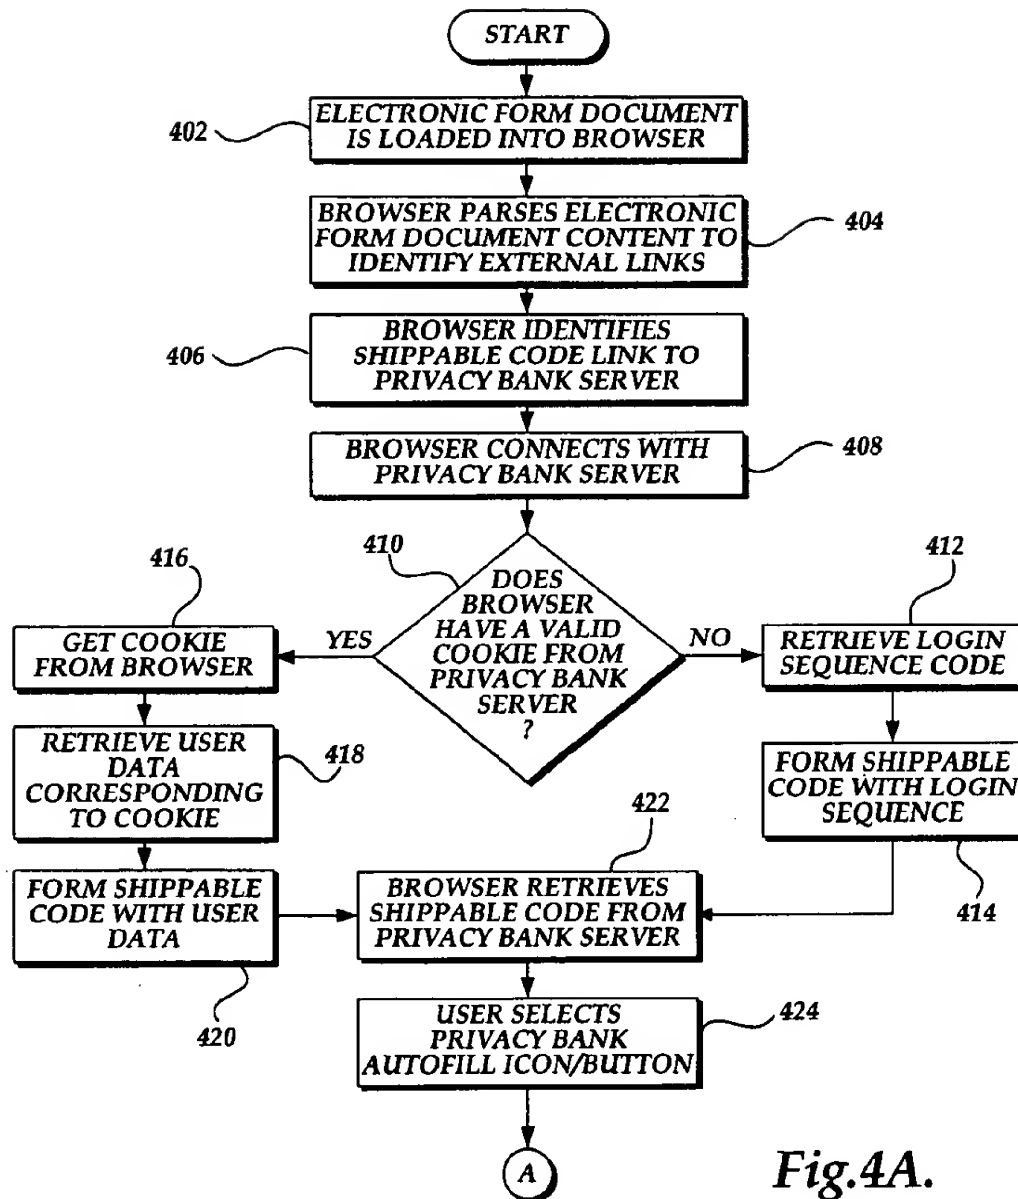 START
402
ELECTRONIC FORM DOCUMENT
IS LOADED INTO BROWSER
BROWSER PARSES ELECTRONIC
FORM DOCUMENT CONTENT TO
IDENTIFY EXTERNAL LINKS
404
406
BROWSER IDENTIFIES
SHIPPABLE CODE LINK TO
PRIVACY BANK SERVER
BROWSER CONNECTS WITH
PRIVACY BANK SERVER
408
410
DOES
BROWSER
HAVE A VALID
COOKIE FROM
PRIVACY BANK
SERVER
?
YES
NO
416
GET COOKIE
FROM BROWSER
412
RETRIEVE LOGIN
SEQUENCE CODE
RETRIEVE USER
DATA
CORRESPONDING
TO COOKIE
418
FORM SHIPPABLE
CODE WITH LOGIN
SEQUENCE
414
FORM SHIPPABLE
CODE WITH USER
DATA
420
422
BROWSER RETRIEVES
SHIPPABLE CODE FROM
PRIVACY BANK SERVER
USER SELECTS
PRIVACY BANK
AUTOFILL ICON/BUTTON
424
A
Fig.4A.